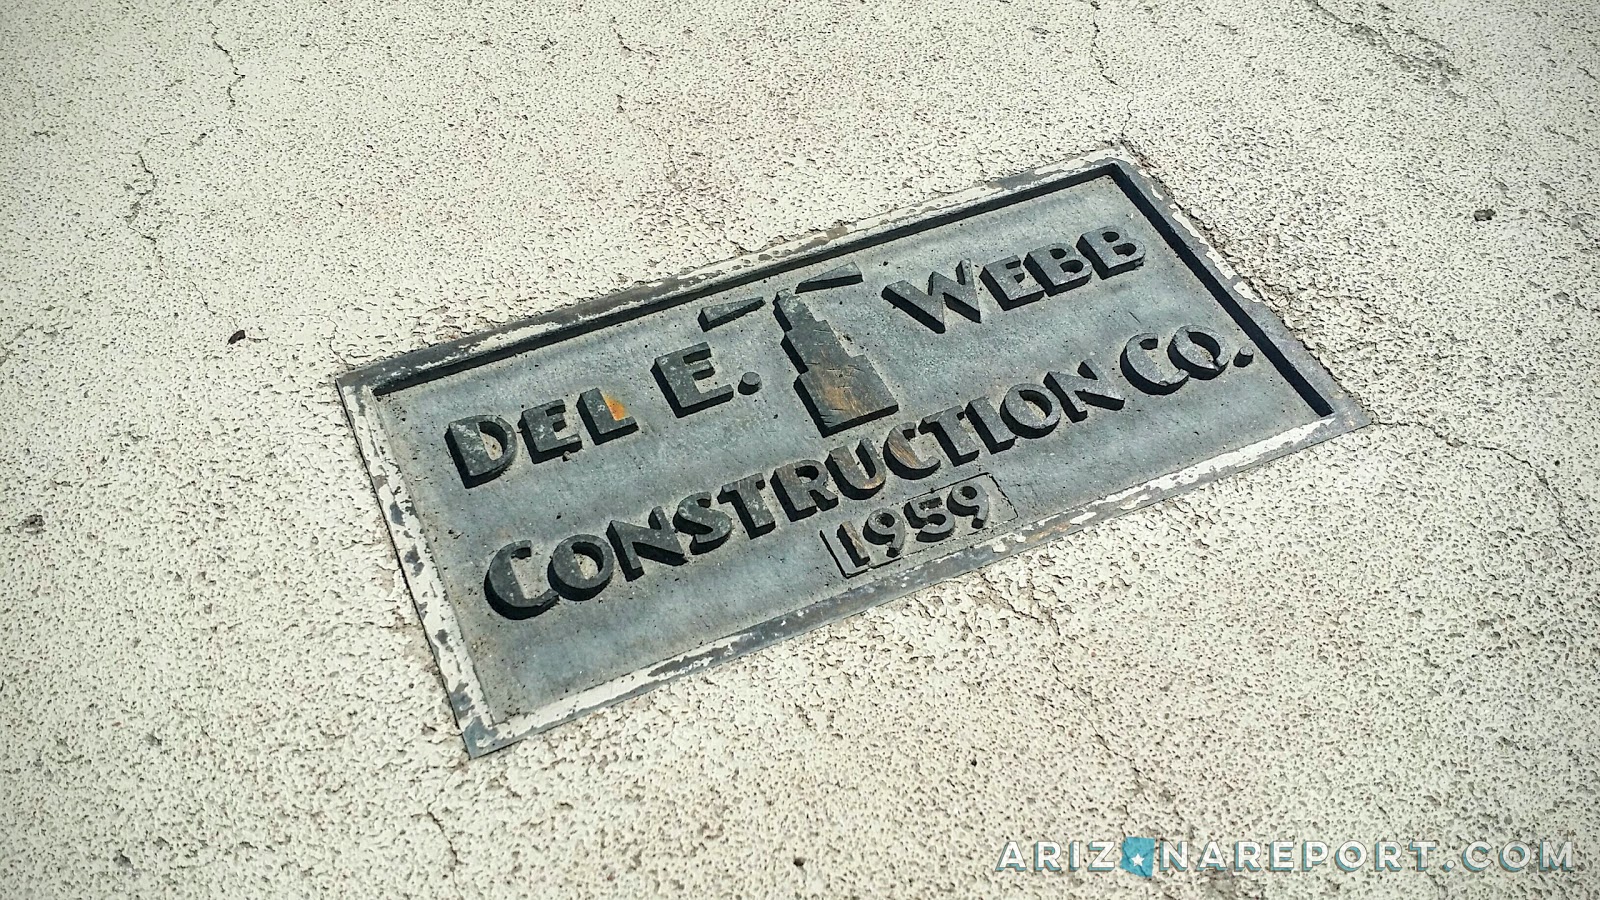 DEL E. WEBB
CONSTRUCTION CO.
1959
ARIZONAREPORT.COM